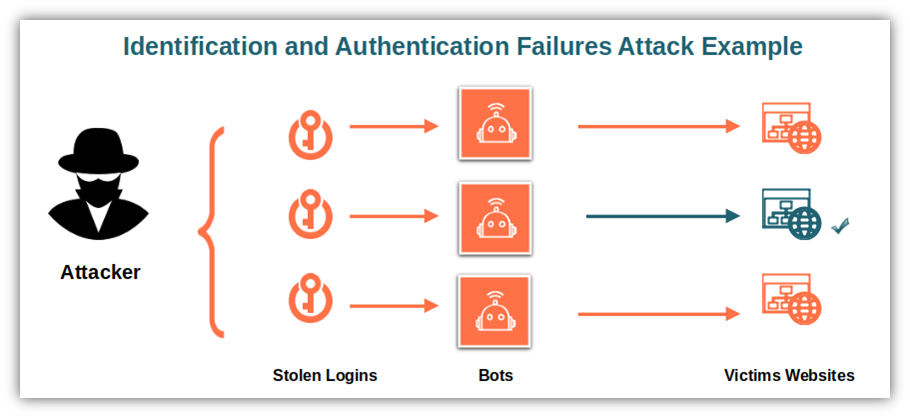 Identification and Authentication Failures Attack Example
Attacker
Stolen Logins
Bots
Victims Websites